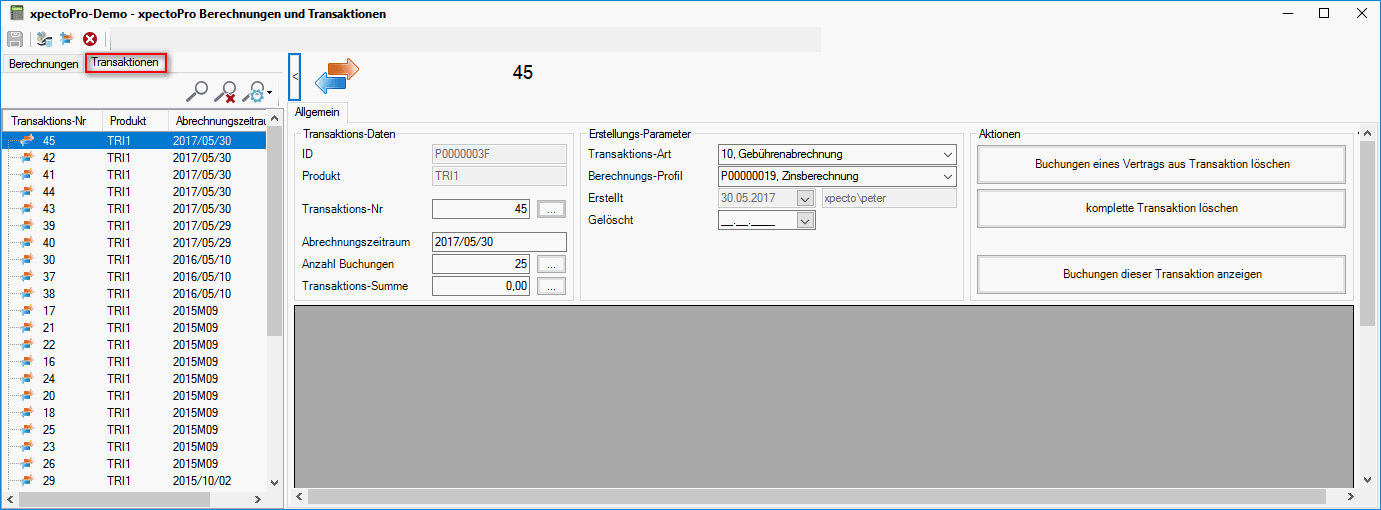 xpectoPro-Demo - xpectoPro Berechnungen und Transaktionen
Berechnungen Transaktionen
< 45
Allgemein
Transaktions-Nr Produkt Abrechnungszeitrau
45 TRI1 2017/05/30
42 TRI1 2017/05/30
41 TRI1 2017/05/30
44 TRI1 2017/05/30
43 TRI1 2017/05/30
39 TRI1 2017/05/29
40 TRI1 2017/05/29
30 TRI1 2016/05/10
37 TRI1 2016/05/10
38 TRI1 2016/05/10
17 TRI1 2015M09
21 TRI1 2015M09
22 TRI1 2015M09
16 TRI1 2015M09
24 TRI1 2015M09
20 TRI1 2015M09
18 TRI1 2015M09
25 TRI1 2015M09
23 TRI1 2015M09
26 TRI1 2015M09
29 TRI1 2015/10/02
Transaktions-Daten
ID P0000003F
Produkt TRI1
Transaktions-Nr 45 ...
Abrechnungszeitraum 2017/05/30
Anzahl Buchungen 25 ...
Transaktions-Summe 0,00 ...
Erstellungs-Parameter
Transaktions-Art 10, Gebührenabrechnung
Berechnungs-Profil P00000019, Zinsberechnung
Erstellt 30.05.2017 xpecto\peter
Gelöscht __.__.____
Aktionen
Buchungen eines Vertrags aus Transaktion löschen
komplette Transaktion löschen
Buchungen dieser Transaktion anzeigen